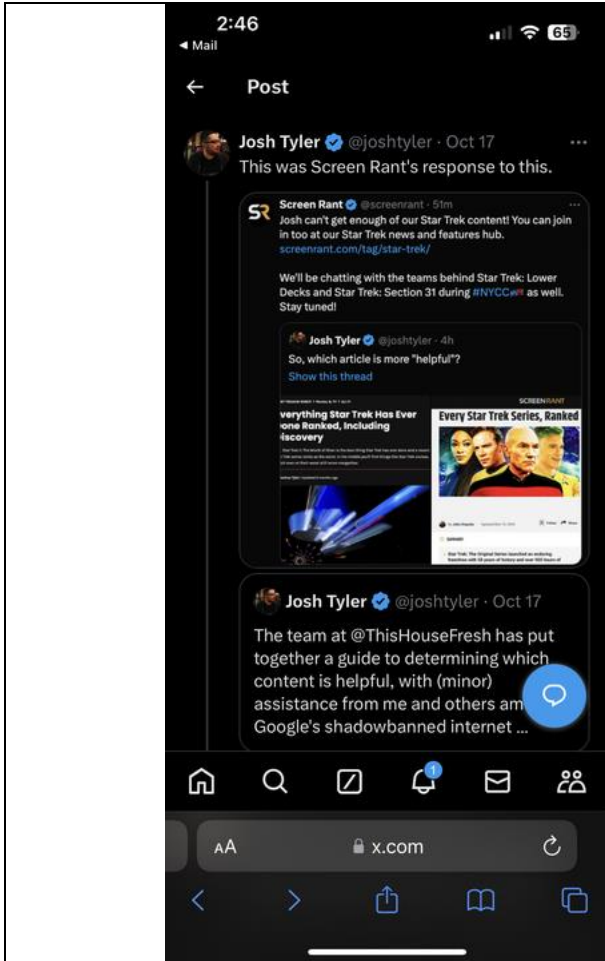 2:46
65
◄ Mail
Post
Josh Tyler @joshtyler · Oct 17
This was Screen Rant's response to this.
SR
Screen Rant @screenrant · 51m
Josh can't get enough of our Star Trek content! You can join
in too at our Star Trek news and features hub.
screenrant.com/tag/star-trek/
We'll be chatting with the teams behind Star Trek: Lower
Decks and Star Trek: Section 31 during #NYCC as well.
Stay tuned!
Josh Tyler @joshtyler · 4h
So, which article is more "helpful"?
Show this thread
verything Star Trek Has Ever
one Ranked, Including
iscovery
SCREENRANT
Every Star Trek Series, Ranked
Josh Tyler @joshtyler · Oct 17
The team at @ThisHouseFresh has put
together a guide to determining which
content is helpful, with (minor)
assistance from me and others am
Google's shadowbanned internet ...
1
AA
x.com